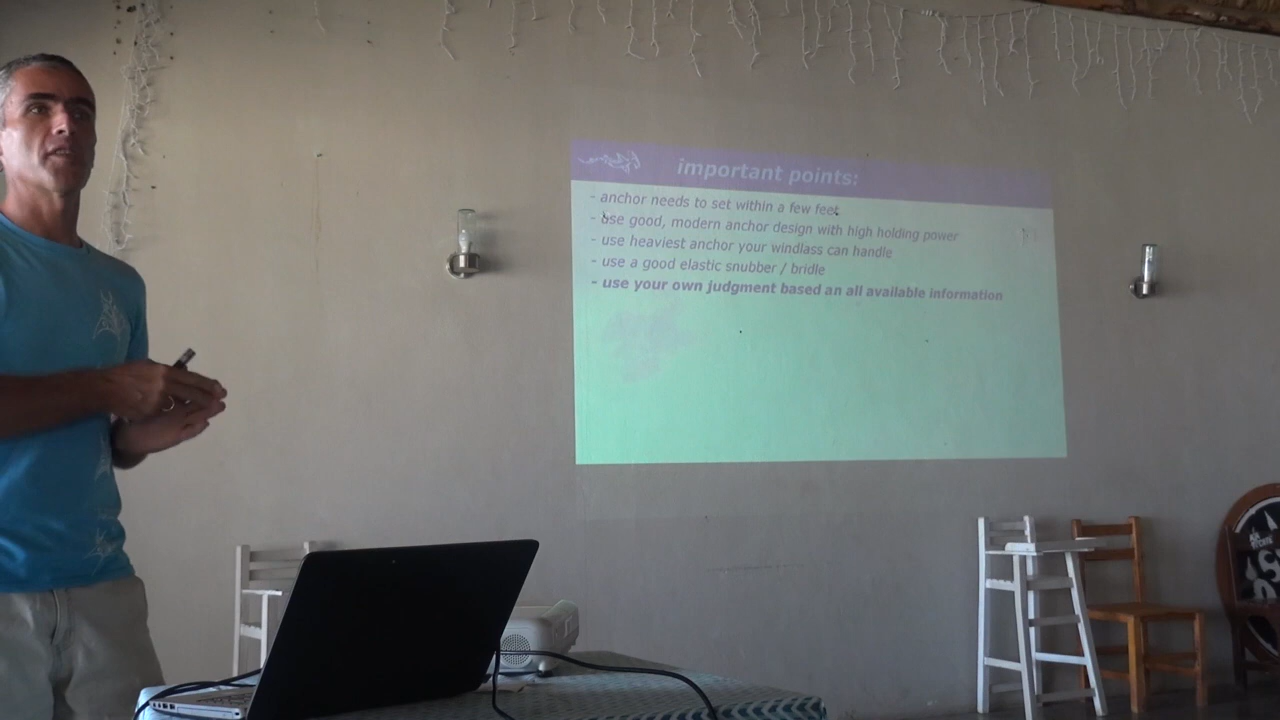 important points:
- anchor needs to set within a few feet
- use good, modern anchor design with high holding power
- use heaviest anchor your windlass can handle
- use a good elastic snubber / bridle
- use your own judgment based an all available information